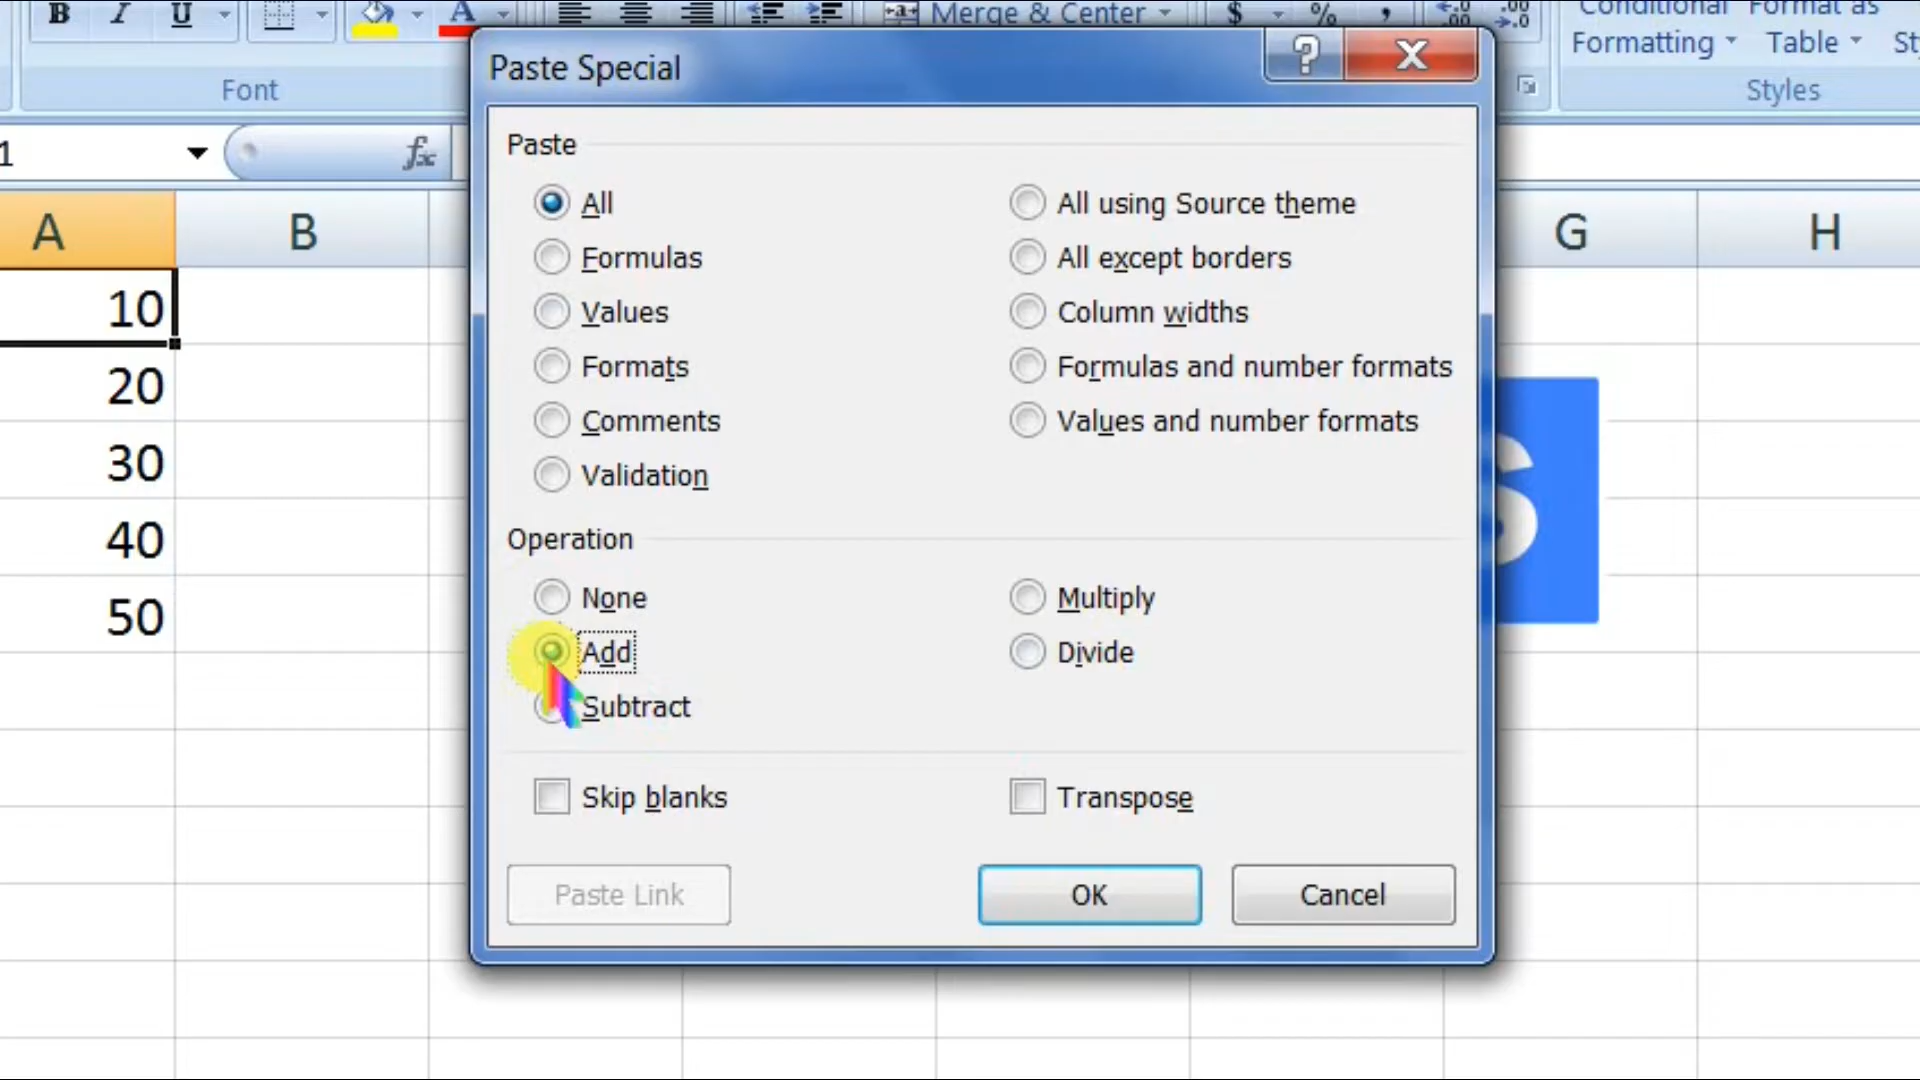 B I U
Merge & Center
$ % ,
Conditional Format as
Formatting Table
Font
Styles
1
fx
A B G H
10
20
30
40
50
S
Paste Special
?
X
Paste
All
Formulas
Values
Formats
Comments
Validation
All using Source theme
All except borders
Column widths
Formulas and number formats
Values and number formats
Operation
None
Add
Subtract
Multiply
Divide
Skip blanks
Transpose
Paste Link
OK
Cancel